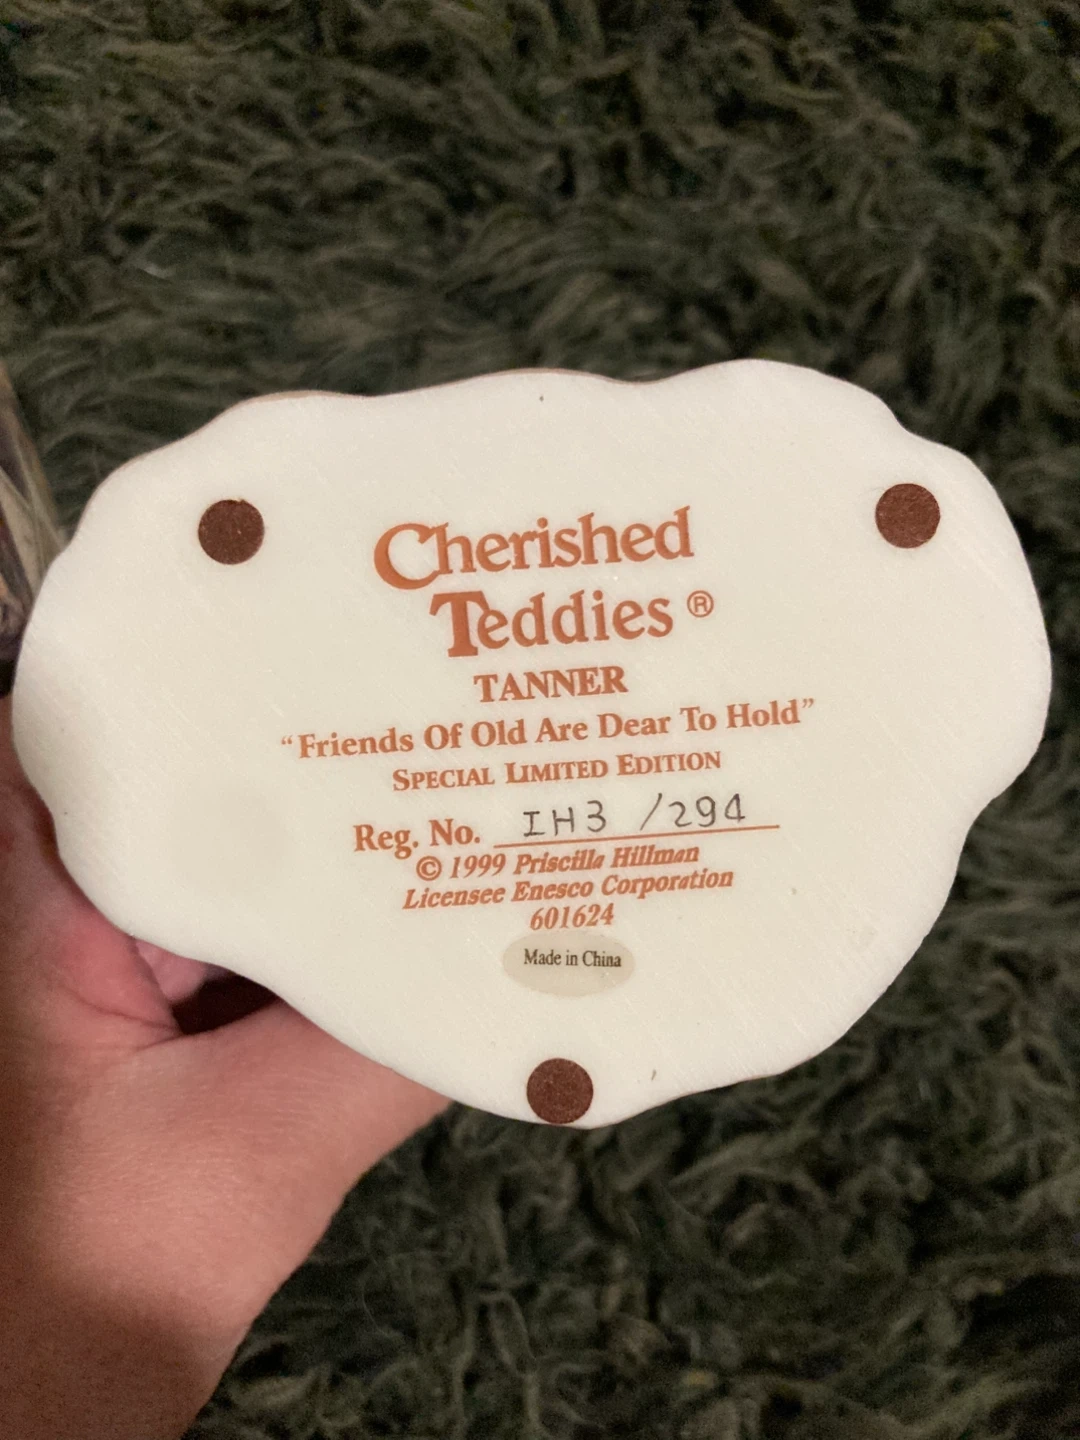 Cherished
Teddies ®
TANNER
“Friends Of Old Are Dear To Hold”
SPECIAL LIMITED EDITION
Reg. No. IH3 /294
© 1999 Priscilla Hillman
Licensee Enesco Corporation
601624
Made in China